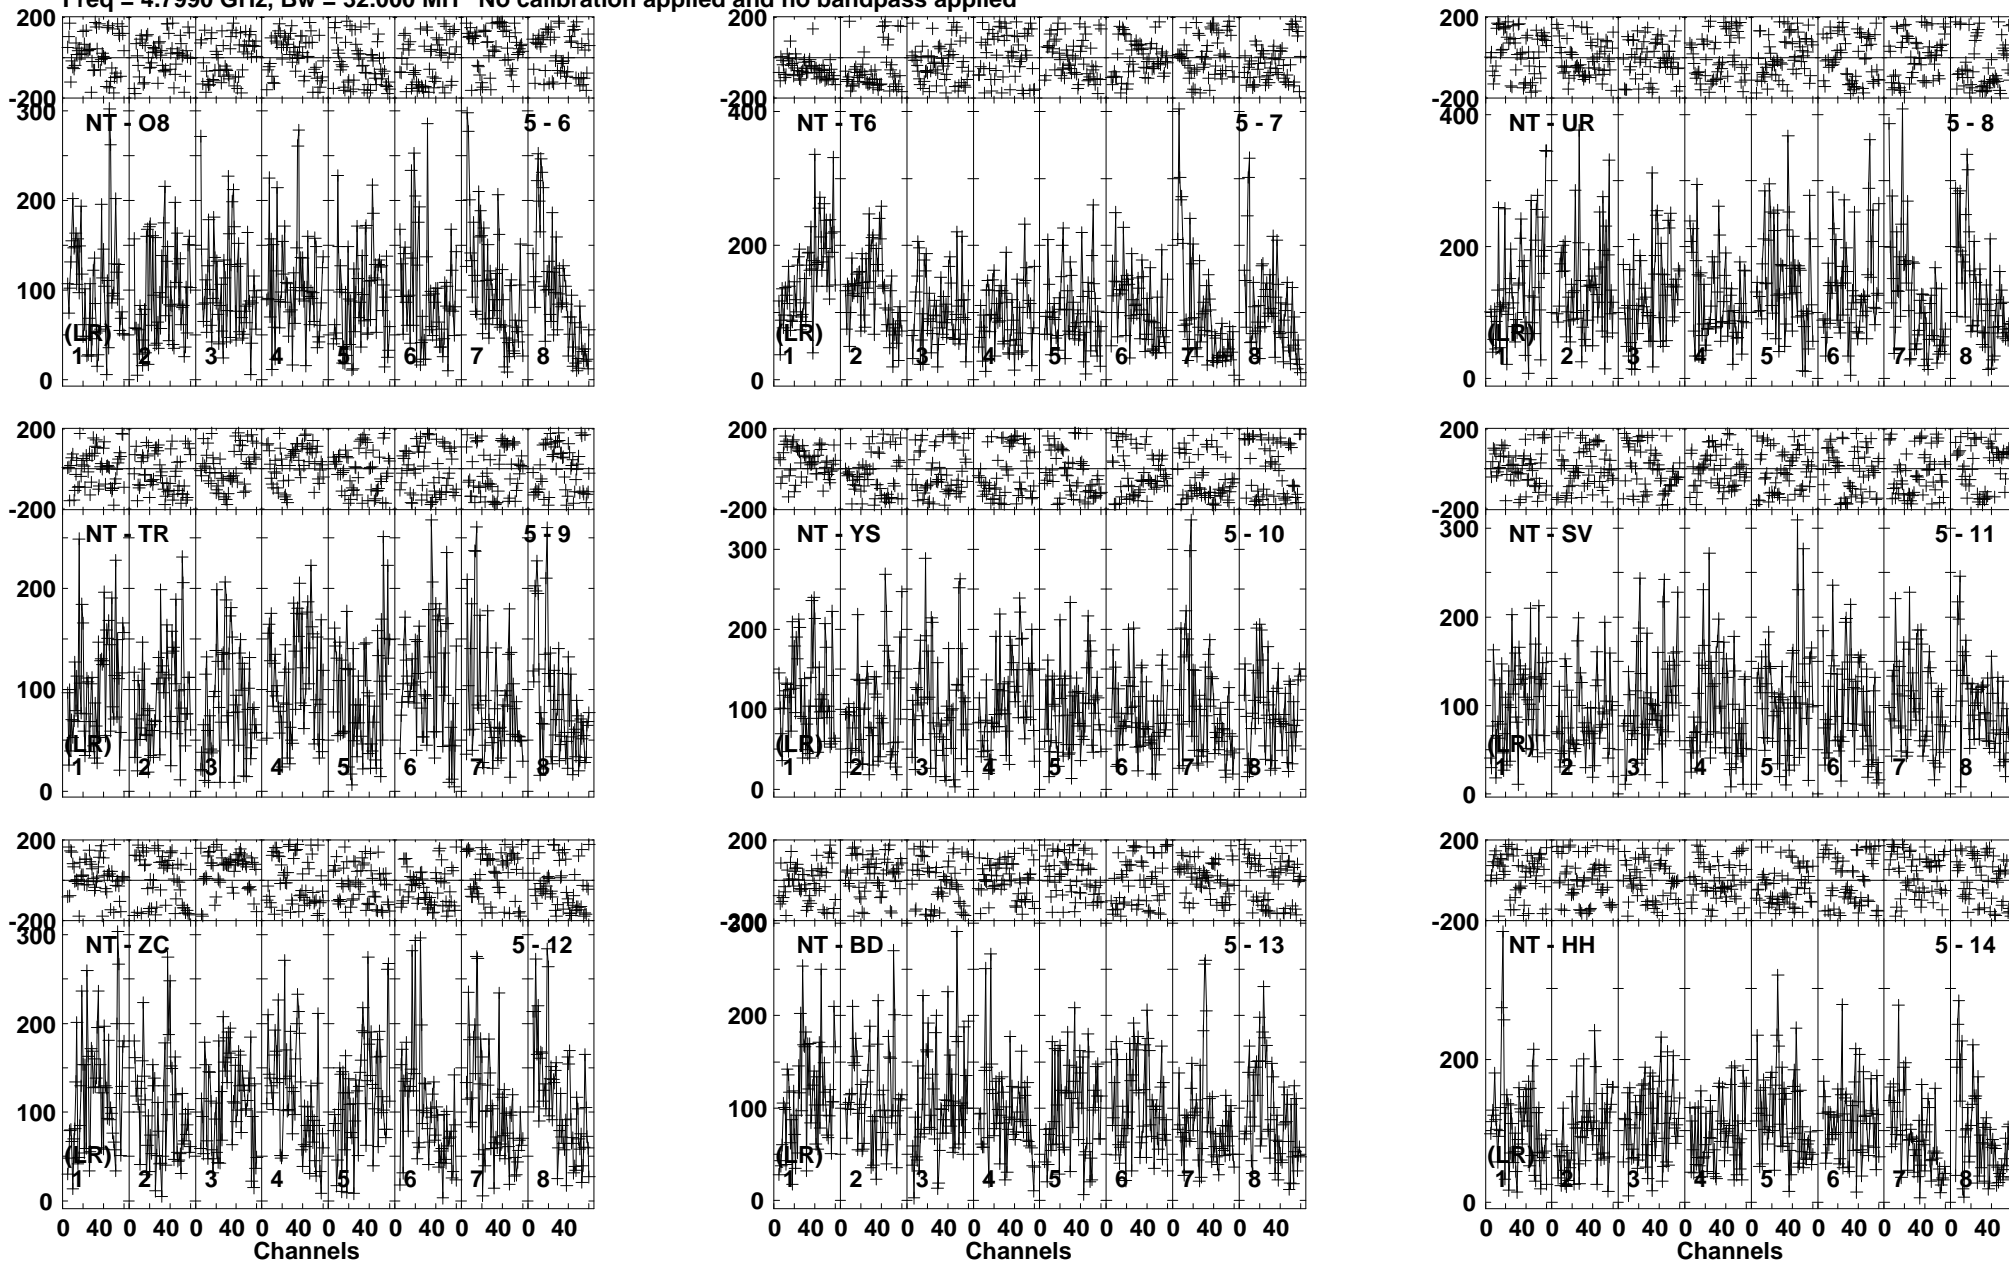 Freq = 4.7990 GHz, Bw = 32.000 MH No calibration applied and no bandpass applied
200 200 200
-200 -200 -200
300 NT - O8 5 - 6 400 NT - T6 5 - 7 400 NT - UR 5 - 8
200 200 200
100
(LR) (LR) (LR)
1 2 3 4 5 6 7 8 1 2 3 4 5 6 7 8 1 2 3 4 5 6 7 8
0 0 0
200 200 200
-200 -200 -200
NT - TR 5 - 9 300 NT - YS 5 - 10 300 NT - SV 5 - 11
200 200 200
100 100 100
(LR) (LR) (LR)
1 2 3 4 5 6 7 8 1 2 3 4 5 6 7 8 1 2 3 4 5 6 7 8
0 0 0
200 200 200
-200 -200 -200
300 NT - ZC 5 - 12 300 NT - BD 5 - 13 NT - HH 5 - 14
200 200 200
100 100
(LR) (LR) (LR)
1 2 3 4 5 6 7 8 1 2 3 4 5 6 7 8 1 2 3 4 5 6 7 8
0 0 0
0 40 0 40 0 40 0 40 0 40 0 40 0 40 0 40 0 40 0 40 0 40 0 40 0 40 0 40 0 40 0 40 0 40 0 40 0 40 0 40 0 40 0 40 0 40 0 40
Channels Channels Channels